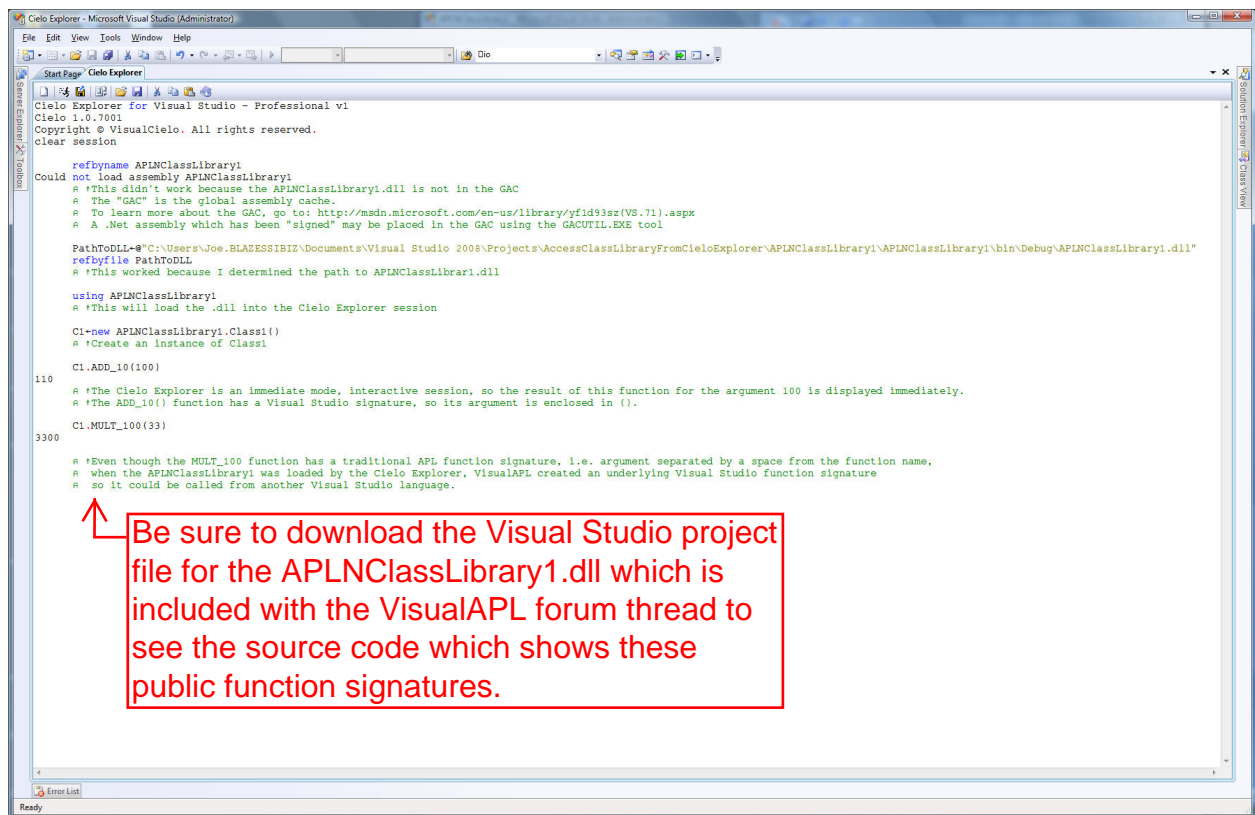 Cielo Explorer - Microsoft Visual Studio (Administrator)
File Edit View Tools Window Help
⎕io
Start Page Cielo Explorer
Server Explorer
Toolbox
Solution Explorer
Class View
Cielo Explorer for Visual Studio - Professional v1
Cielo 1.0.7001
Copyright © VisualCielo. All rights reserved.
clear session
refbyname APLNClassLibrary1
Could not load assembly APLNClassLibrary1
⍝ ↑This didn't work because the APLNClassLibrary1.dll is not in the GAC
⍝ The "GAC" is the global assembly cache.
⍝ To learn more about the GAC, go to: http://msdn.microsoft.com/en-us/library/yf1d93sz(VS.71).aspx
⍝ A .Net assembly which has been "signed" may be placed in the GAC using the GACUTIL.EXE tool
PathToDLL←@"C:\Users\Joe.BLAZESSIBIZ\Documents\Visual Studio 2008\Projects\AccessClassLibraryFromCieloExplorer\APLNClassLibrary1\APLNClassLibrary1\bin\Debug\APLNClassLibrary1.dll"
refbyfile PathToDLL
⍝ ↑This worked because I determined the path to APLNClassLibrar1.dll
using APLNClassLibrary1
⍝ ↑This will load the .dll into the Cielo Explorer session
C1←new APLNClassLibrary1.Class1()
⍝ ↑Create an instance of Class1
C1.ADD_10(100)
110
⍝ ↑The Cielo Explorer is an immediate mode, interactive session, so the result of this function for the argument 100 is displayed immediately.
⍝ ↑The ADD_10() function has a Visual Studio signature, so its argument is enclosed in ().
C1.MULT_100(33)
3300
⍝ ↑Even though the MULT_100 function has a traditional APL function signature, i.e. argument separated by a space from the function name,
⍝ when the APLNClassLibrary1 was loaded by the Cielo Explorer, VisualAPL created an underlying Visual Studio function signature
⍝ so it could be called from another Visual Studio language.
Be sure to download the Visual Studio project
file for the APLNClassLibrary1.dll which is
included with the VisualAPL forum thread to
see the source code which shows these
public function signatures.
Error List
Ready